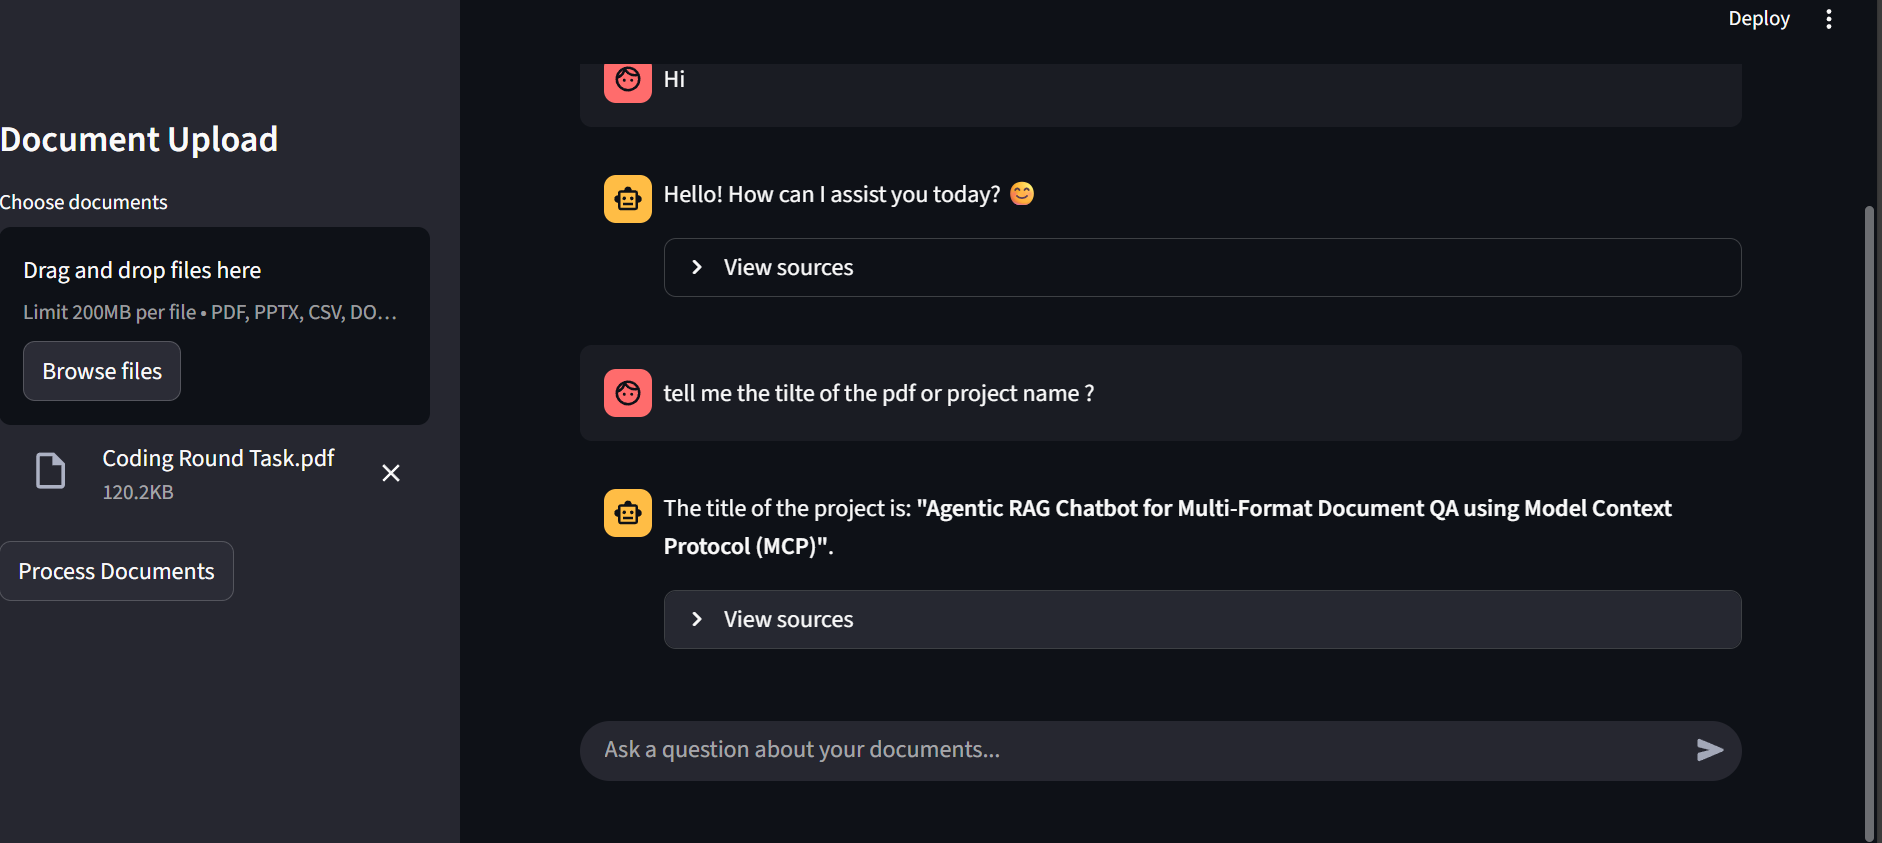 Deploy
Document Upload
Choose documents
Drag and drop files here
Limit 200MB per file • PDF, PPTX, CSV, DO...
Browse files
Coding Round Task.pdf
120.2KB
Process Documents
Hi
Hello! How can I assist you today? 😊
View sources
tell me the tilte of the pdf or project name ?
The title of the project is: "Agentic RAG Chatbot for Multi-Format Document QA using Model Context
Protocol (MCP)".
View sources
Ask a question about your documents...